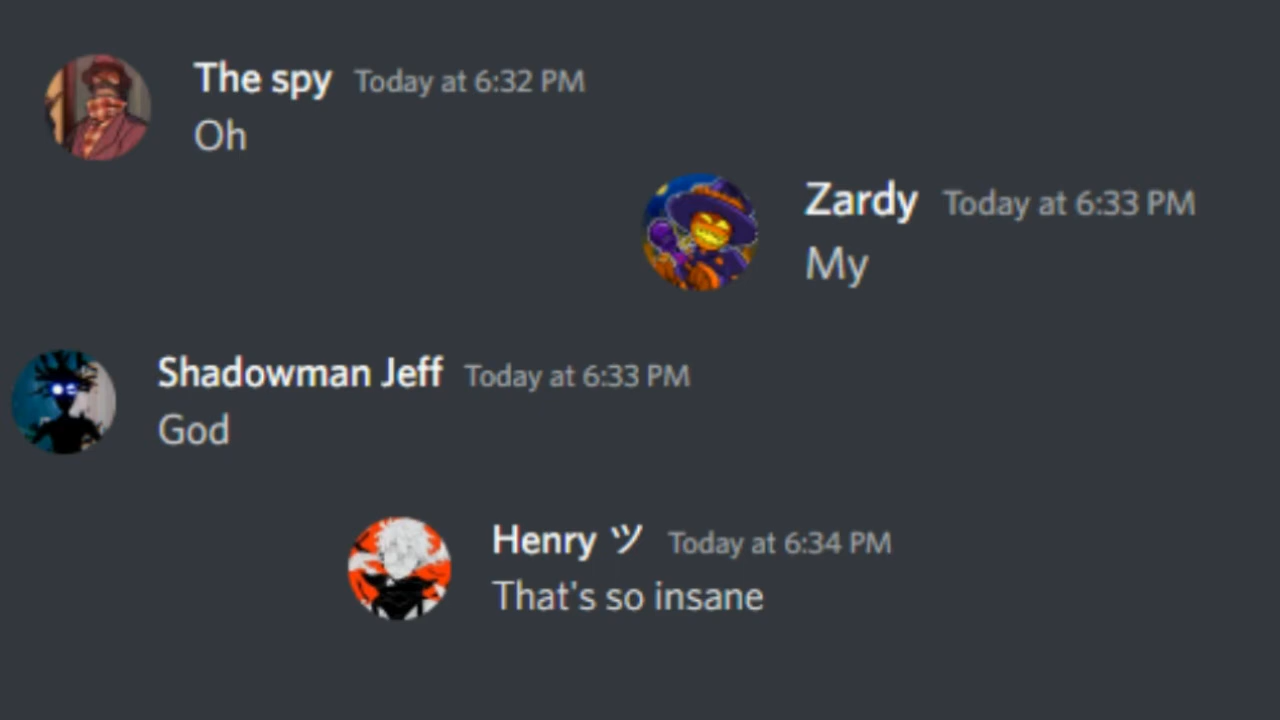 The spy Today at 6:32 PM
Oh
Zardy Today at 6:33 PM
My
Shadowman Jeff Today at 6:33 PM
God
Henry ツ Today at 6:34 PM
That's so insane